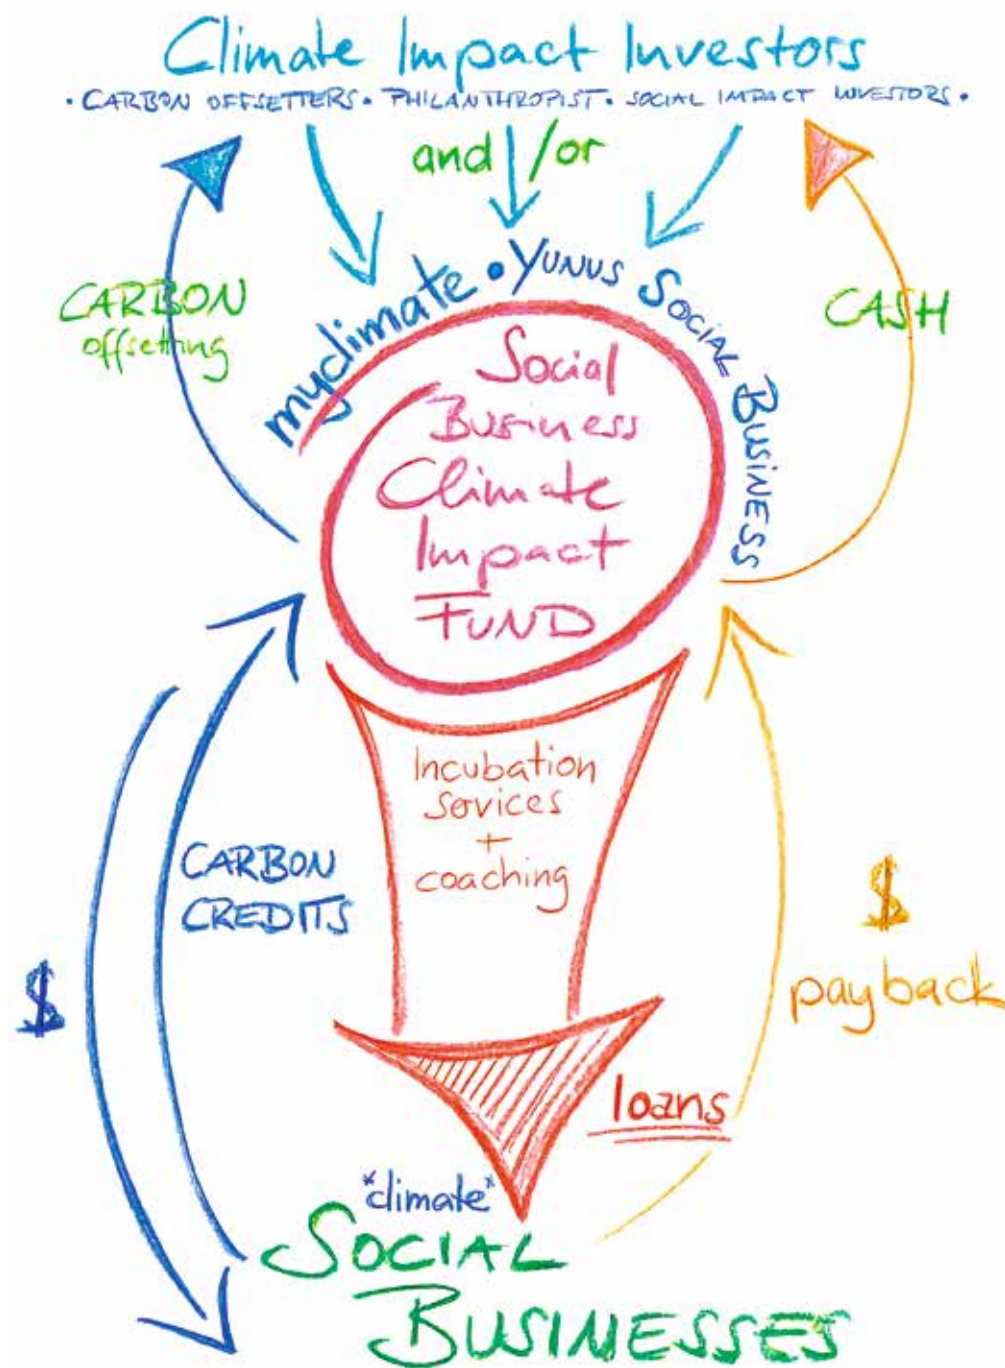 Climate Impact Investors
• CARBON OFFSETTERS • PHILANTHROPIST • SOCIAL IMPACT INVESTORS •
and /or
myclimate • YUNUS SOCIAL BUSINESS
CARBON
offsetting
CASH
Social
Business
Climate
Impact
FUND
Incubation
sovices
+
coaching
CARBON
CREDITS
$
$
payback
loans
"climate"
SOCIAL
BUSINESSES